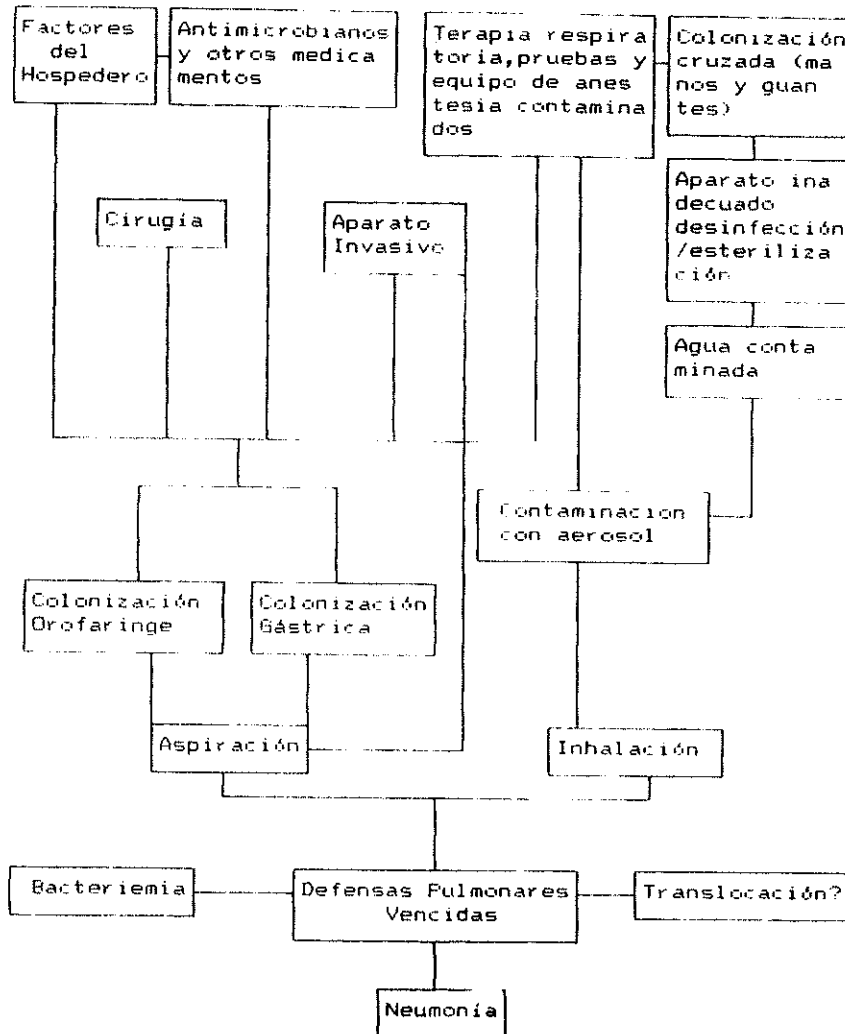 Factores
del
Hospedero
Antimicrobianos
y otros medica
mentos
Terapia respira
toria,pruebas y
equipo de anes
tesia contamina
dos
Colonización
cruzada (ma
nos y guan
tes)
Cirugía
Aparato
Invasivo
Aparato ina
decuado
desinfección
/esteriliza
ción
Agua conta
minada
Contaminacion
con aerosol
Colonización
Orofaringe
Colonización
Gástrica
Aspiración
Inhalación
Bacteriemia
Defensas Pulmonares
Vencidas
Translocación?
Neumonía